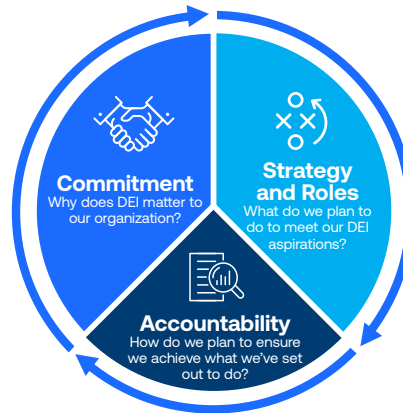 Commitment
Why does DEI matter to
our organization?
Strategy
and Roles
What do we plan to
do to meet our DEI
aspirations?
Accountability
How do we plan to ensure
we achieve what we've set
out to do?